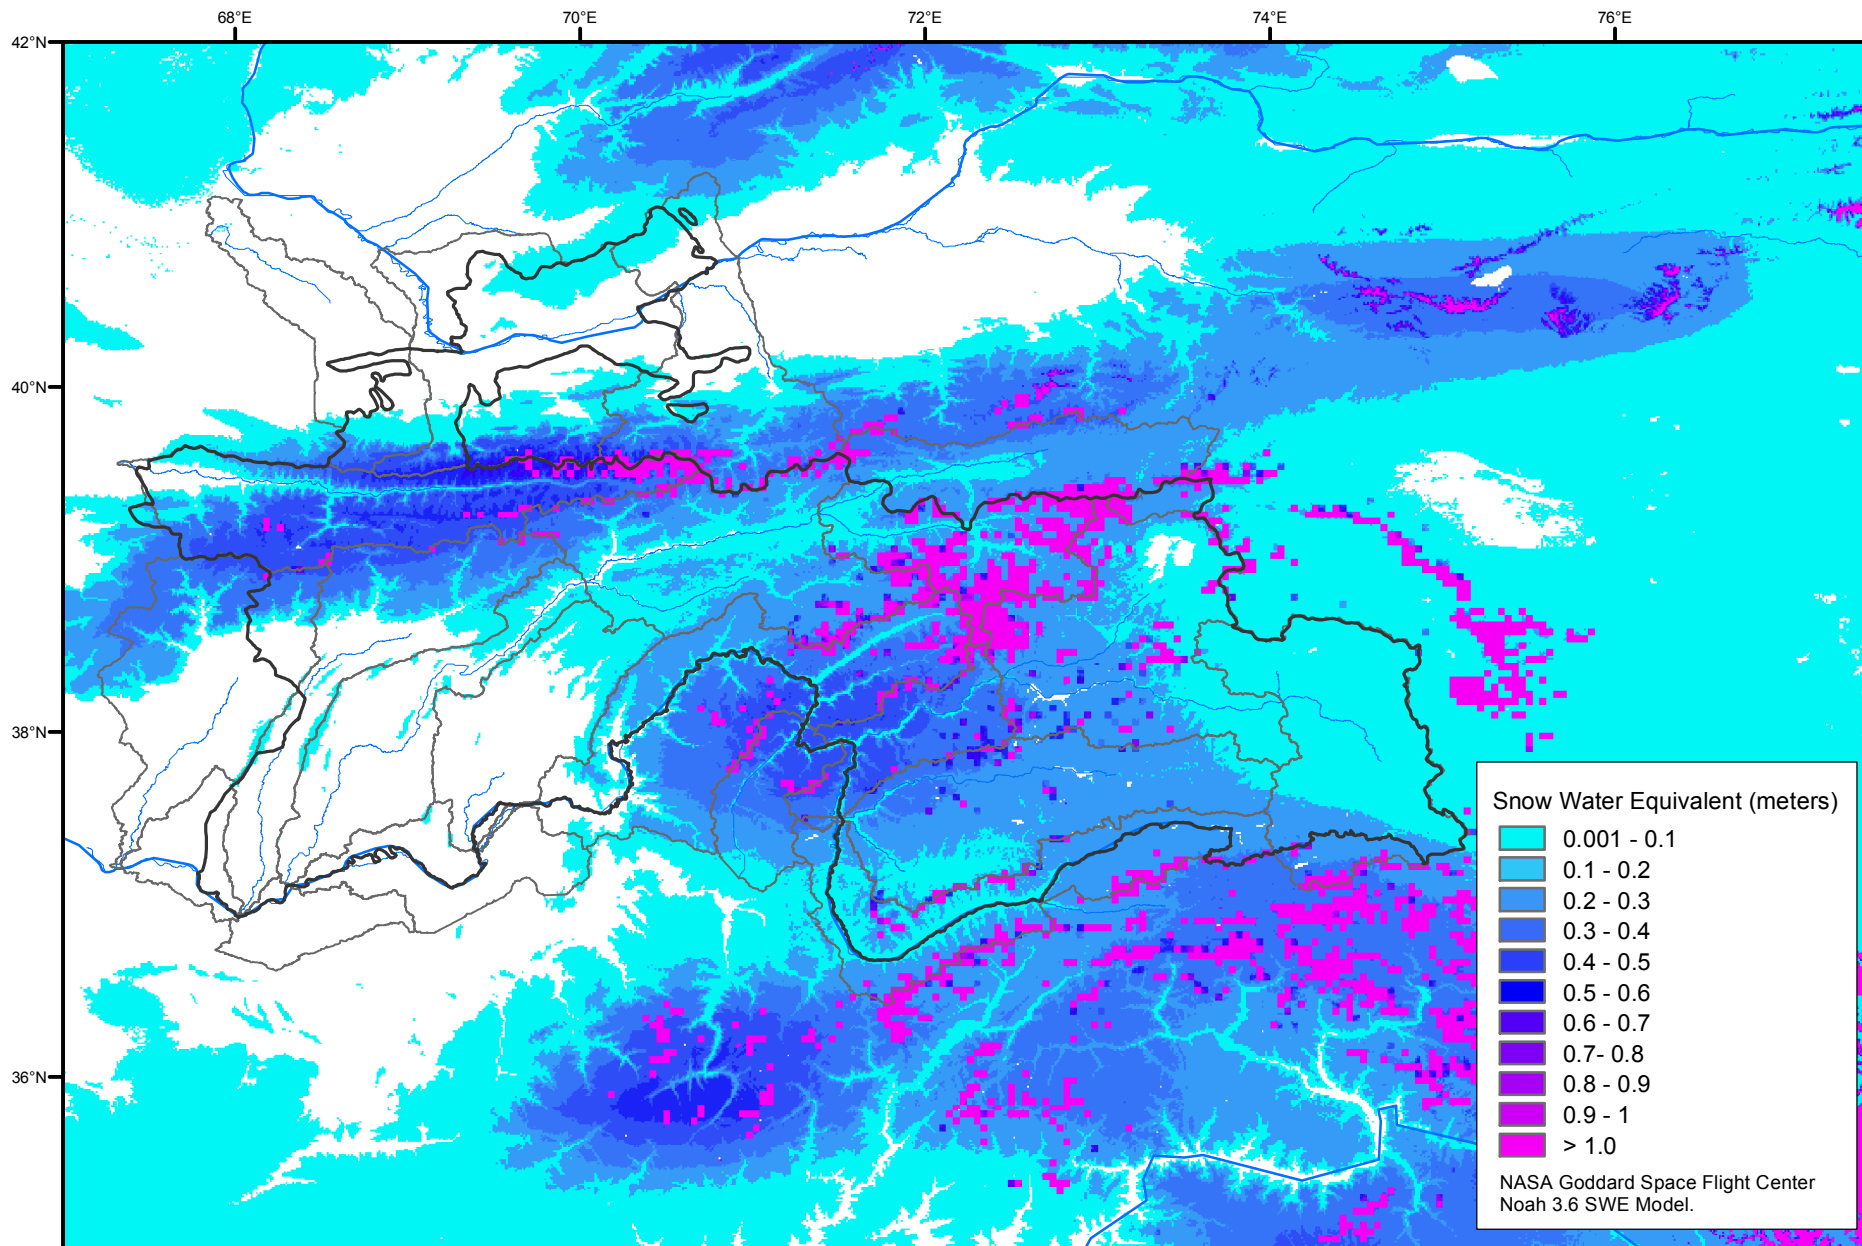 68°E
70°E
72°E
74°E
76°E
42°N
40°N
38°N
36°N
Snow Water Equivalent (meters)
0.001 - 0.1
0.1 - 0.2
0.2 - 0.3
0.3 - 0.4
0.4 - 0.5
0.5 - 0.6
0.6 - 0.7
0.7- 0.8
0.8 - 0.9
0.9 - 1
> 1.0
NASA Goddard Space Flight Center
Noah 3.6 SWE Model.